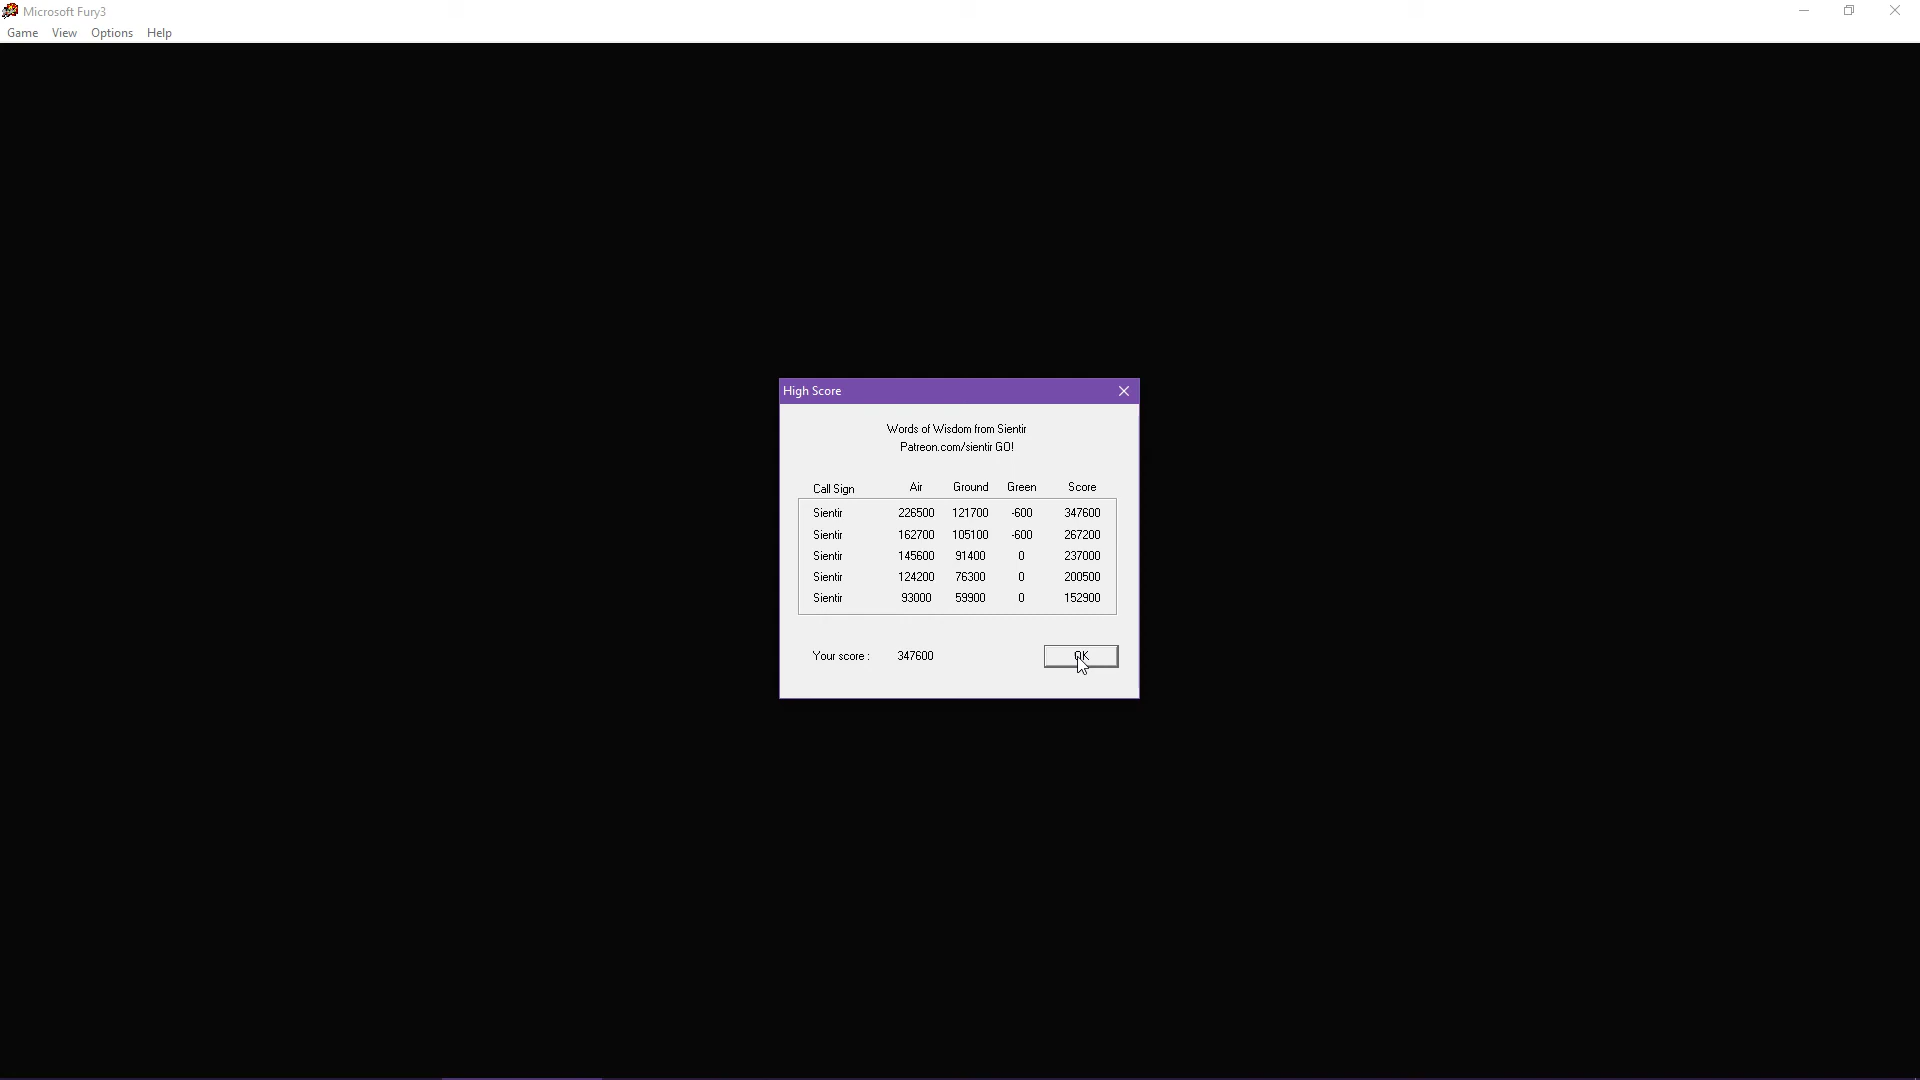 Microsoft Fury3
Game View Options Help
High Score
Words of Wisdom from Sientir
Patreon.com/sientir GO!
Call Sign Air Ground Green Score
Sientir 226500 121700 -600 347600
Sientir 162700 105100 -600 267200
Sientir 145600 91400 0 237000
Sientir 124200 76300 0 200500
Sientir 93000 59900 0 152900
Your score : 347600 OK